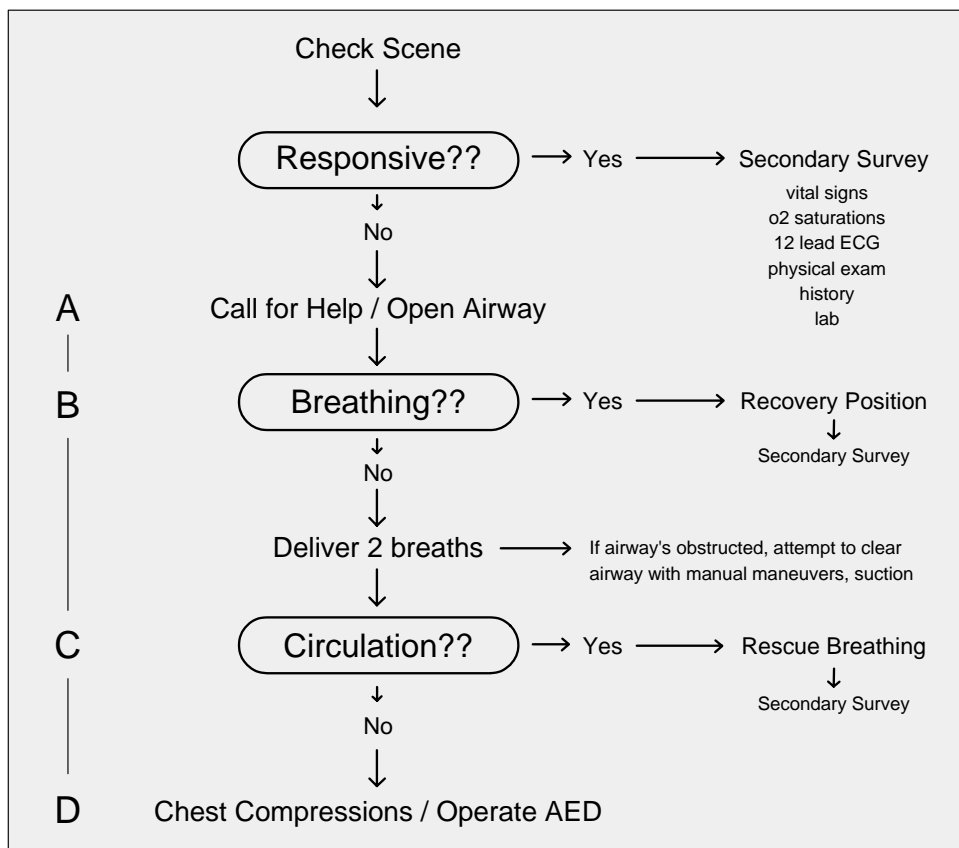 Check Scene
Responsive??
Yes
Secondary Survey
vital signs
o2 saturations
12 lead ECG
physical exam
history
lab
No
A
Call for Help / Open Airway
B
Breathing??
Yes
Recovery Position
Secondary Survey
No
Deliver 2 breaths
If airway's obstructed, attempt to clear
airway with manual maneuvers, suction
C
Circulation??
Yes
Rescue Breathing
Secondary Survey
No
D
Chest Compressions / Operate AED